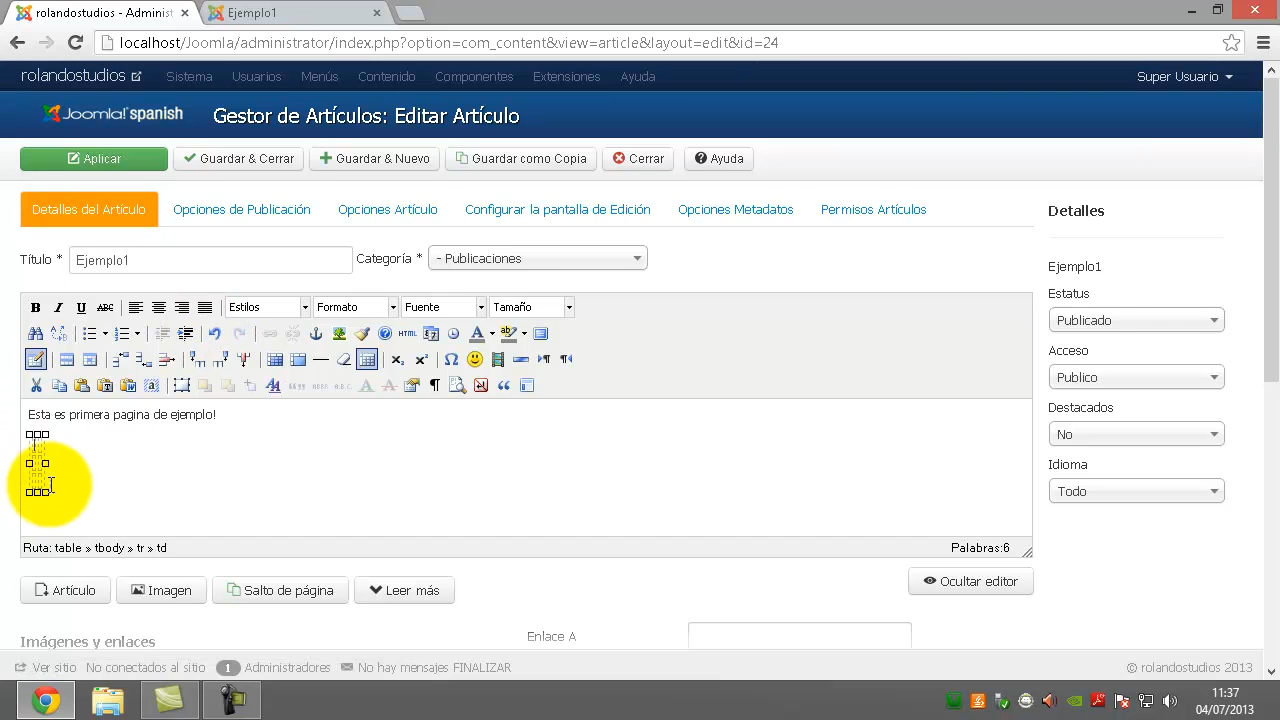 rolandostudios - Administ
Ejemplo1
localhost/Joomla/administrator/index.php?option=com_content&view=article&layout=edit&id=24
rolandostudios Sistema Usuarios Menús Contenido Componentes Extensiones Ayuda Super Usuario
Joomla! spanish Gestor de Artículos: Editar Artículo
Aplicar Guardar & Cerrar Guardar & Nuevo Guardar como Copia Cerrar Ayuda
Detalles del Artículo Opciones de Publicación Opciones Artículo Configurar la pantalla de Edición Opciones Metadatos Permisos Artículos
Detalles
Título * Ejemplo1 Categoría * - Publicaciones
Ejemplo1
Estatus
Publicado
Acceso
Publico
Destacados
No
Idioma
Todo
B I U ABC Estilos Formato Fuente Tamaño
HTML
Esta es primera pagina de ejemplo!
Ruta: table » tbody » tr » td Palabras:6
Artículo Imagen Salto de página Leer más Ocultar editor
Imágenes y enlaces Enlace A
Ver sitio No conectados al sitio 1 Administradores No hay mensajes FINALIZAR © rolandostudios 2013
11:37
04/07/2013